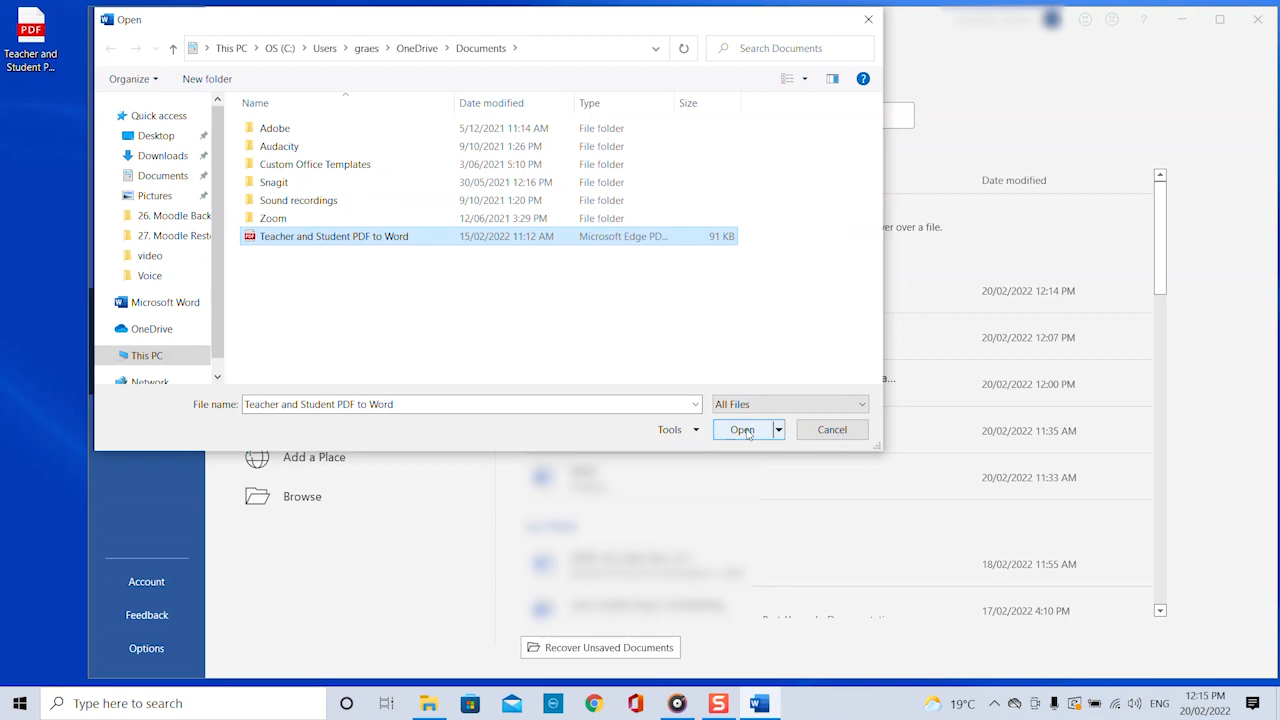 PDF
Teacher and
Student P...
Open
This PC > OS (C:) > Users > graes > OneDrive > Documents >
Search Documents
Organize
New folder
Name
Date modified
Type
Size
Quick access
Desktop
Downloads
Documents
Pictures
26. Moodle Back
27. Moodle Rest
video
Voice
Microsoft Word
OneDrive
This PC
Network
Adobe 5/12/2021 11:14 AM File folder
Audacity 9/10/2021 1:26 PM File folder
Custom Office Templates 3/06/2021 5:10 PM File folder
Snagit 30/05/2021 12:16 PM File folder
Sound recordings 9/10/2021 1:20 PM File folder
Zoom 12/06/2021 3:29 PM File folder
Teacher and Student PDF to Word 15/02/2022 11:12 AM Microsoft Edge PD... 91 KB
File name: Teacher and Student PDF to Word
All Files
Tools
Open
Cancel
Date modified
ver over a file.
20/02/2022 12:14 PM
20/02/2022 12:07 PM
a...
20/02/2022 12:00 PM
20/02/2022 11:35 AM
20/02/2022 11:33 AM
18/02/2022 11:55 AM
17/02/2022 4:10 PM
Add a Place
Browse
Account
Feedback
Options
Recover Unsaved Documents
Type here to search
19°C
ENG
12:15 PM
20/02/2022